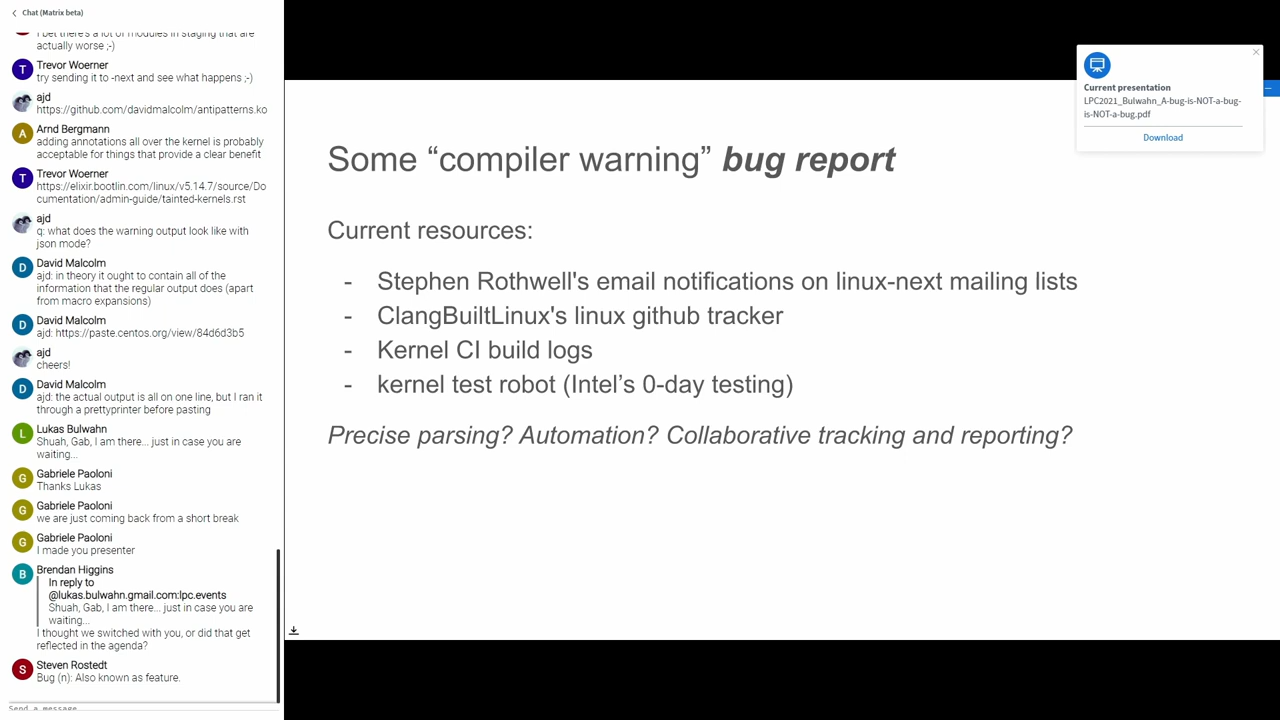 Chat (Matrix beta)
I bet there's a lot of modules in staging that are
actually worse ;-)
Trevor Woerner
try sending it to -next and see what happens ;-)
ajd
https://github.com/davidmalcolm/antipatterns.ko
Arnd Bergmann
adding annotations all over the kernel is probably
acceptable for things that provide a clear benefit
Trevor Woerner
https://elixir.bootlin.com/linux/v5.14.7/source/Do
cumentation/admin-guide/tainted-kernels.rst
ajd
q: what does the warning output look like with
json mode?
David Malcolm
ajd: in theory it ought to contain all of the
information that the regular output does (apart
from macro expansions)
David Malcolm
ajd: https://paste.centos.org/view/84d6d3b5
ajd
cheers!
David Malcolm
ajd: the actual output is all on one line, but I ran it
through a prettyprinter before pasting
Lukas Bulwahn
Shuah, Gab, I am there... just in case you are
waiting...
Gabriele Paoloni
Thanks Lukas
Gabriele Paoloni
we are just coming back from a short break
Gabriele Paoloni
I made you presenter
Brendan Higgins
In reply to
@lukas.bulwahn.gmail.com:lpc.events
Shuah, Gab, I am there... just in case you are
waiting...
I thought we switched with you, or did that get
reflected in the agenda?
Steven Rostedt
Bug (n): Also known as feature.
Send a message
Some “compiler warning” bug report
Current resources:
- Stephen Rothwell's email notifications on linux-next mailing lists
- ClangBuiltLinux's linux github tracker
- Kernel CI build logs
- kernel test robot (Intel’s 0-day testing)
Precise parsing? Automation? Collaborative tracking and reporting?
Current presentation
LPC2021_Bulwahn_A-bug-is-NOT-a-bug-
is-NOT-a-bug.pdf
Download